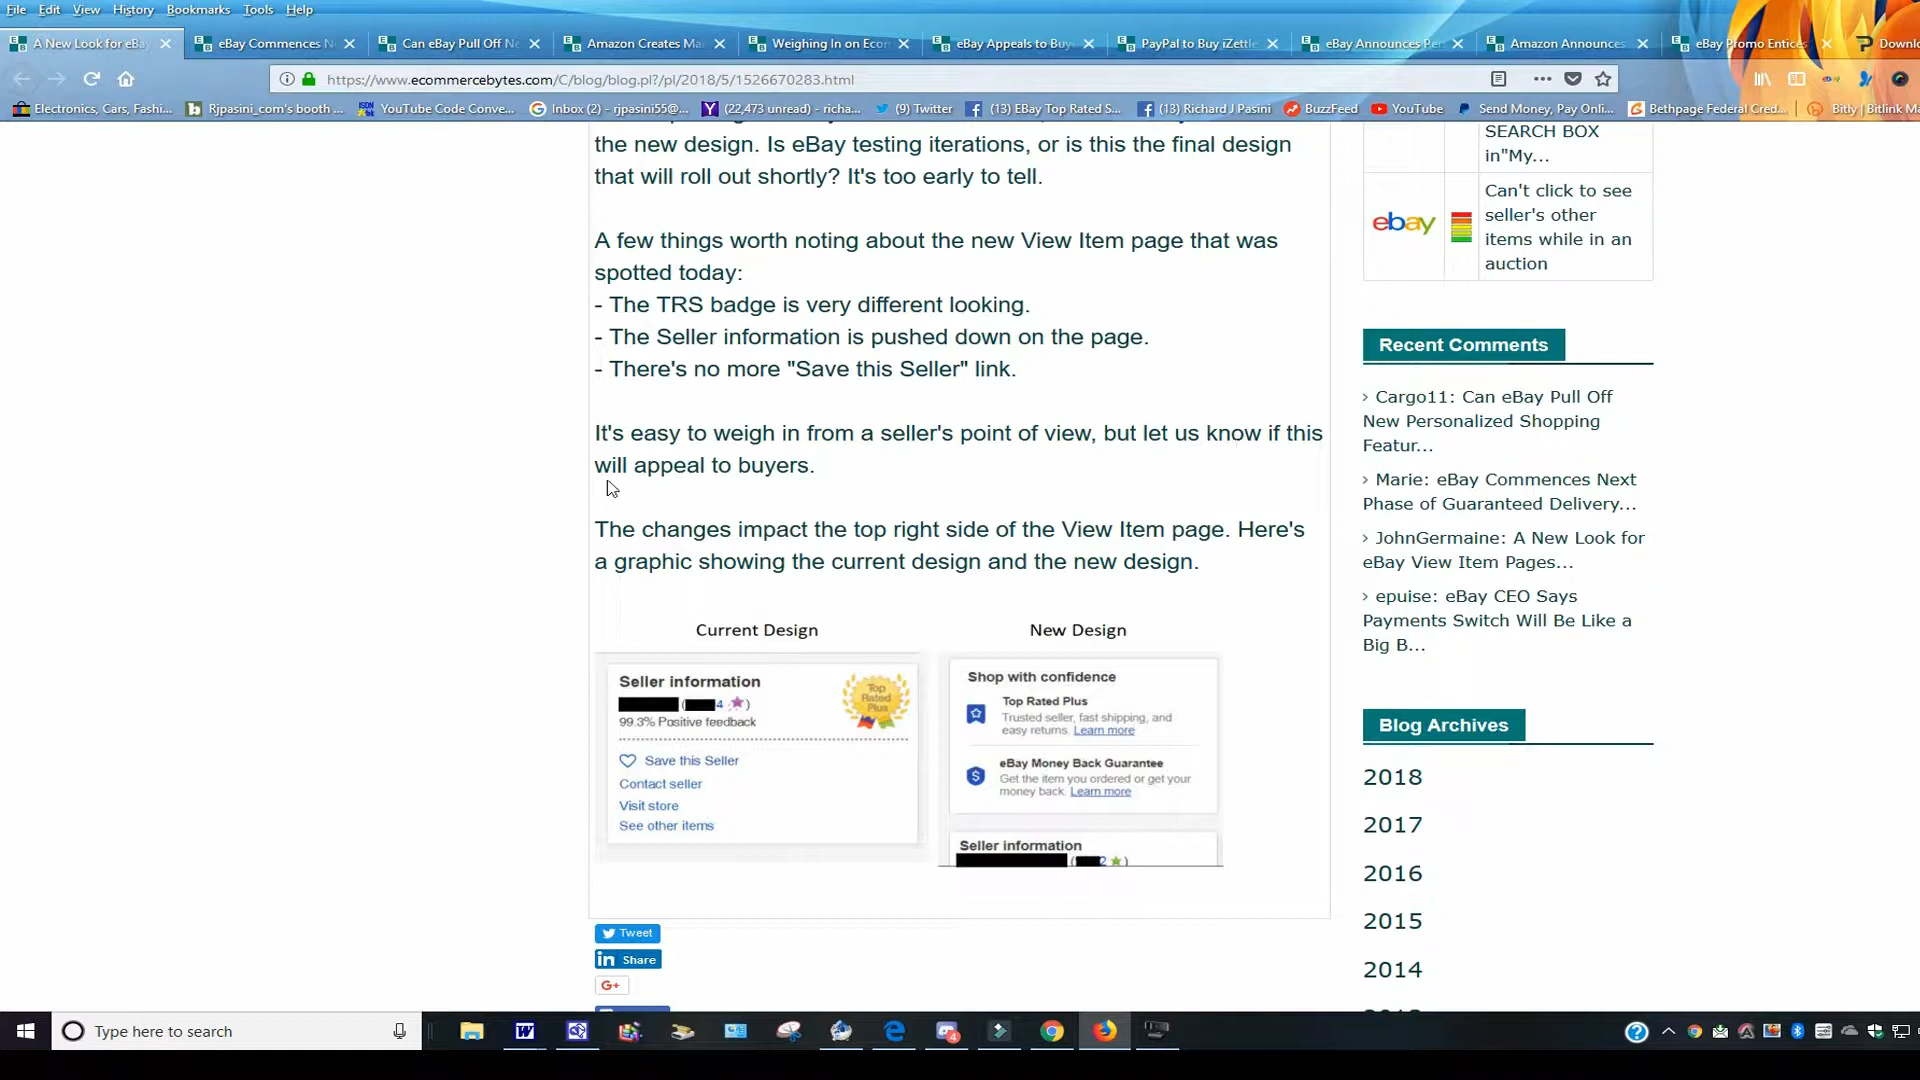 File Edit View History Bookmarks Tools Help
A New Look for eBay
eBay Commences N
Can eBay Pull Off Ne
Amazon Creates Ma
Weighing In on Econ
eBay Appeals to Buy
PayPal to Buy iZettle
eBay Announces Per
Amazon Announces
eBay Promo Entices
Downlo
https://www.ecommercebytes.com/C/blog/blog.pl?/pl/2018/5/1526670283.html
Electronics, Cars, Fashi...
Rjpasini_com's booth ...
YouTube Code Conve...
Inbox (2) - rjpasini55@...
(22,473 unread) - richa...
(9) Twitter
(13) EBay Top Rated S...
(13) Richard J Pasini
BuzzFeed
YouTube
Send Money, Pay Onli...
Bethpage Federal Cred...
Bitly | Bitlink Ma
the new design. Is eBay testing iterations, or is this the final design
that will roll out shortly? It's too early to tell.
A few things worth noting about the new View Item page that was
spotted today:
- The TRS badge is very different looking.
- The Seller information is pushed down on the page.
- There's no more "Save this Seller" link.
It's easy to weigh in from a seller's point of view, but let us know if this
will appeal to buyers.
The changes impact the top right side of the View Item page. Here's
a graphic showing the current design and the new design.
Current Design
Seller information
Top
Rated
Plus
4
99.3% Positive feedback
Save this Seller
Contact seller
Visit store
See other items
New Design
Shop with confidence
Top Rated Plus
Trusted seller, fast shipping, and
easy returns. Learn more
eBay Money Back Guarantee
Get the item you ordered or get your
money back. Learn more
Seller information
Tweet
in Share
G+
SEARCH BOX
in"My...
ebay
Can't click to see
seller's other
items while in an
auction
Recent Comments
› Cargo11: Can eBay Pull Off
New Personalized Shopping
Featur...
› Marie: eBay Commences Next
Phase of Guaranteed Delivery...
› JohnGermaine: A New Look for
eBay View Item Pages...
› epuise: eBay CEO Says
Payments Switch Will Be Like a
Big B...
Blog Archives
2018
2017
2016
2015
2014
Type here to search